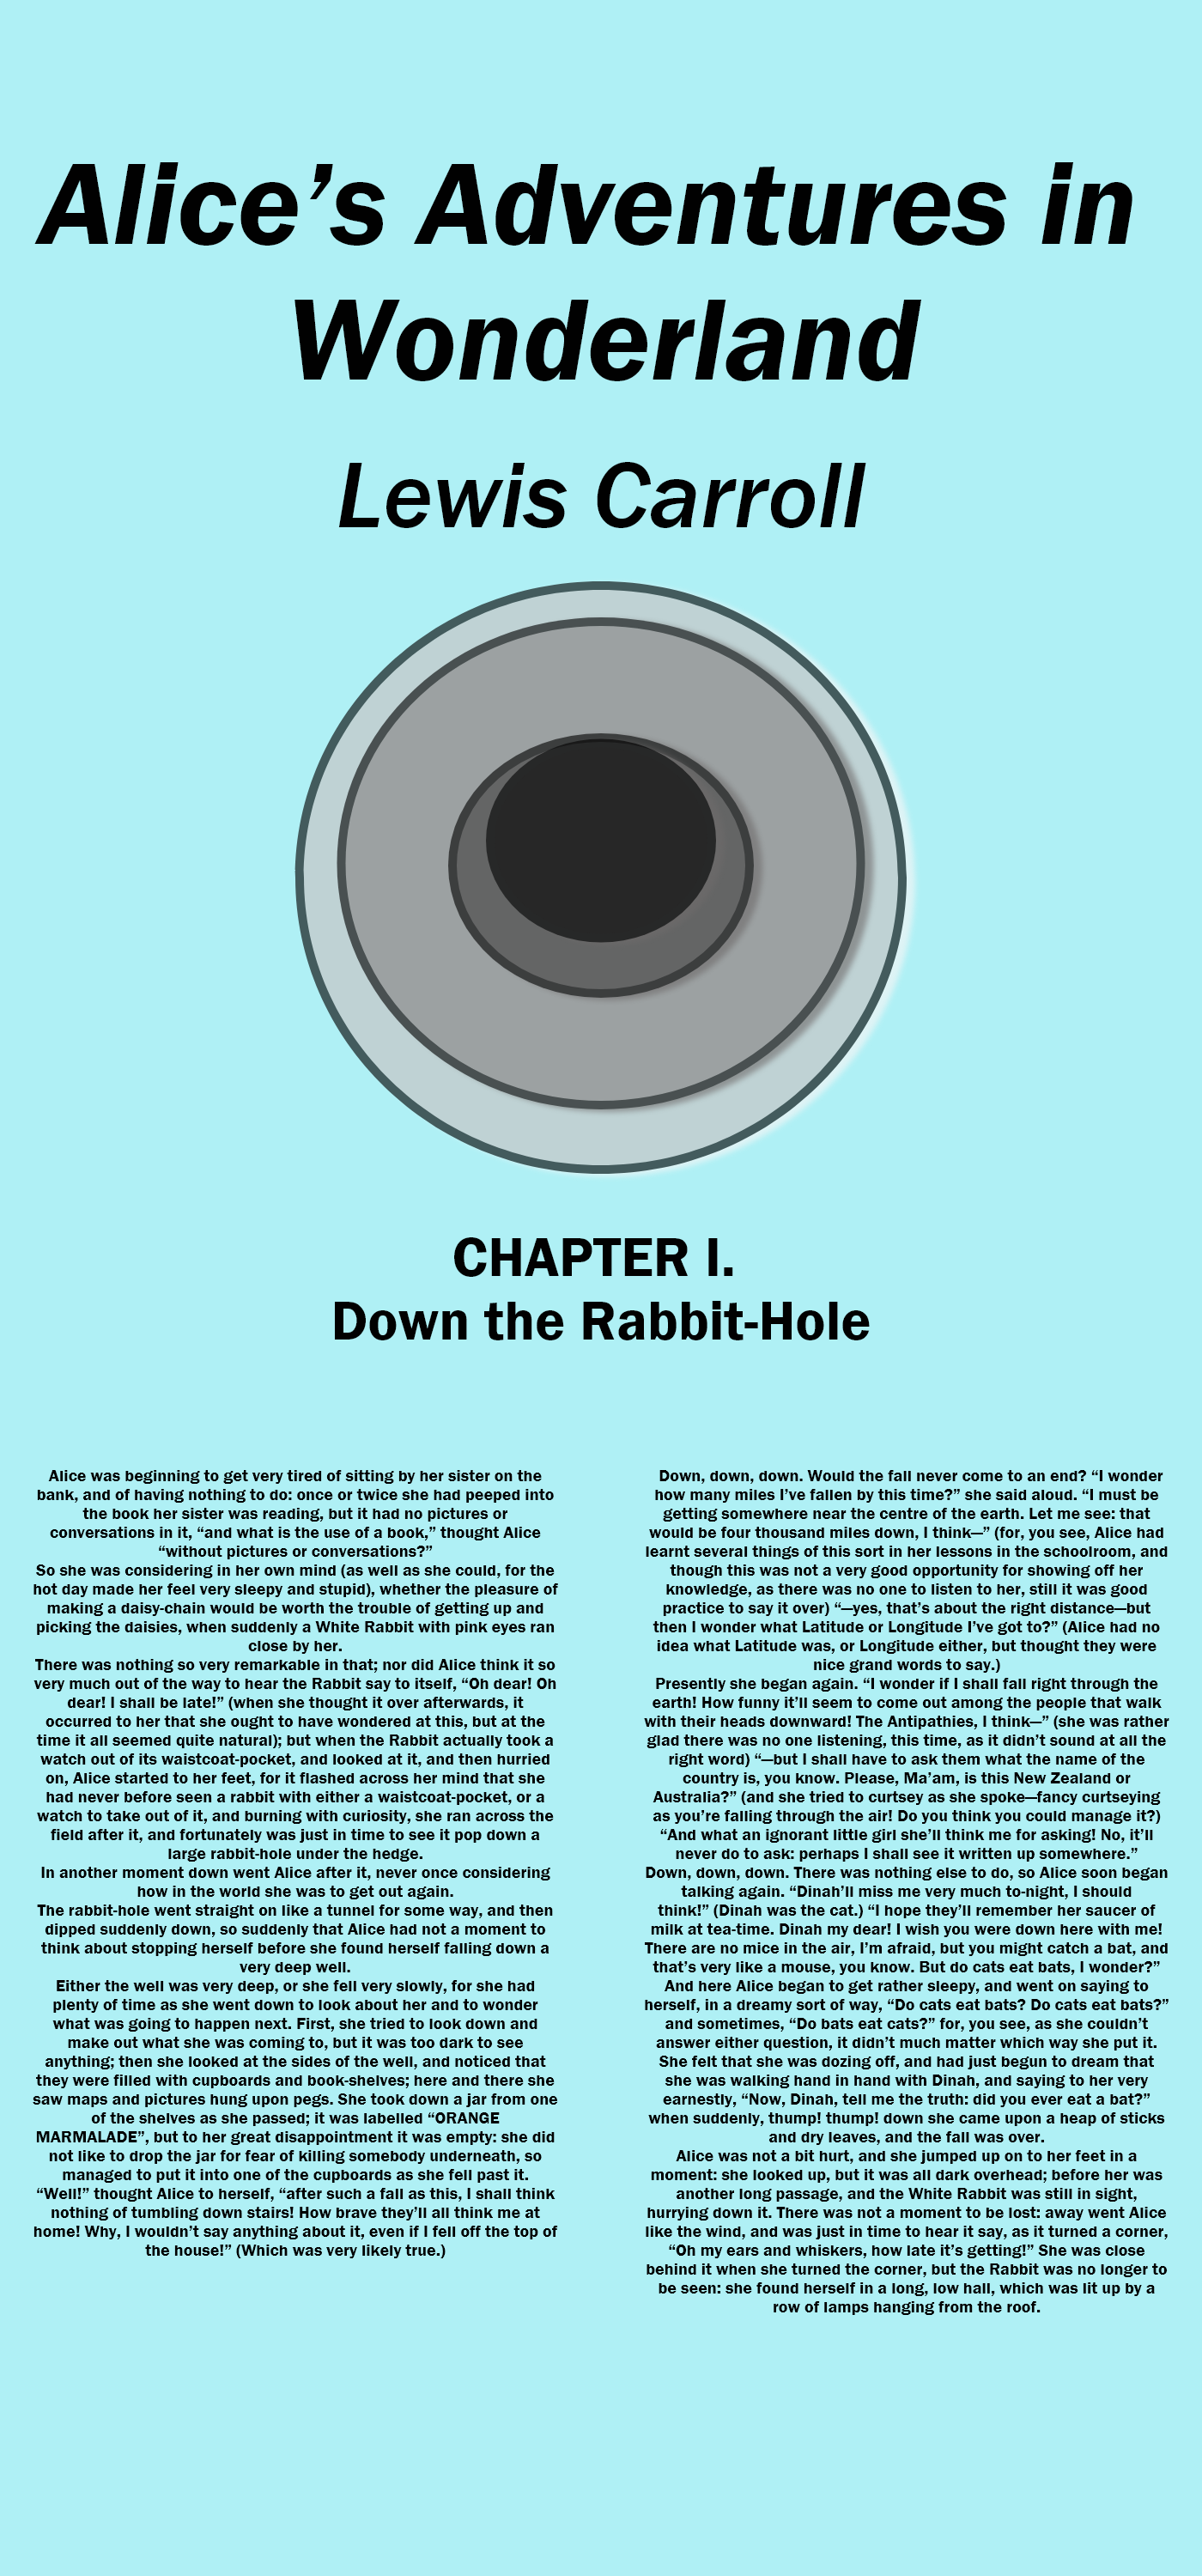 Alice’s Adventures in
Wonderland
Lewis Carroll
CHAPTER I.
Down the Rabbit-Hole
Alice was beginning to get very tired of sitting by her sister on the
bank, and of having nothing to do: once or twice she had peeped into
the book her sister was reading, but it had no pictures or
conversations in it, “and what is the use of a book,” thought Alice
“without pictures or conversations?”
So she was considering in her own mind (as well as she could, for the
hot day made her feel very sleepy and stupid), whether the pleasure of
making a daisy-chain would be worth the trouble of getting up and
picking the daisies, when suddenly a White Rabbit with pink eyes ran
close by her.
There was nothing so very remarkable in that; nor did Alice think it so
very much out of the way to hear the Rabbit say to itself, “Oh dear! Oh
dear! I shall be late!” (when she thought it over afterwards, it
occurred to her that she ought to have wondered at this, but at the
time it all seemed quite natural); but when the Rabbit actually took a
watch out of its waistcoat-pocket, and looked at it, and then hurried
on, Alice started to her feet, for it flashed across her mind that she
had never before seen a rabbit with either a waistcoat-pocket, or a
watch to take out of it, and burning with curiosity, she ran across the
field after it, and fortunately was just in time to see it pop down a
large rabbit-hole under the hedge.
In another moment down went Alice after it, never once considering
how in the world she was to get out again.
The rabbit-hole went straight on like a tunnel for some way, and then
dipped suddenly down, so suddenly that Alice had not a moment to
think about stopping herself before she found herself falling down a
very deep well.
Either the well was very deep, or she fell very slowly, for she had
plenty of time as she went down to look about her and to wonder
what was going to happen next. First, she tried to look down and
make out what she was coming to, but it was too dark to see
anything; then she looked at the sides of the well, and noticed that
they were filled with cupboards and book-shelves; here and there she
saw maps and pictures hung upon pegs. She took down a jar from one
of the shelves as she passed; it was labelled “ORANGE
MARMALADE”, but to her great disappointment it was empty: she did
not like to drop the jar for fear of killing somebody underneath, so
managed to put it into one of the cupboards as she fell past it.
“Well!” thought Alice to herself, “after such a fall as this, I shall think
nothing of tumbling down stairs! How brave they’ll all think me at
home! Why, I wouldn’t say anything about it, even if I fell off the top of
the house!” (Which was very likely true.)
Down, down, down. Would the fall never come to an end? “I wonder
how many miles I’ve fallen by this time?” she said aloud. “I must be
getting somewhere near the centre of the earth. Let me see: that
would be four thousand miles down, I think—” (for, you see, Alice had
learnt several things of this sort in her lessons in the schoolroom, and
though this was not a very good opportunity for showing off her
knowledge, as there was no one to listen to her, still it was good
practice to say it over) “—yes, that’s about the right distance—but
then I wonder what Latitude or Longitude I’ve got to?” (Alice had no
idea what Latitude was, or Longitude either, but thought they were
nice grand words to say.)
Presently she began again. “I wonder if I shall fall right through the
earth! How funny it’ll seem to come out among the people that walk
with their heads downward! The Antipathies, I think—” (she was rather
glad there was no one listening, this time, as it didn’t sound at all the
right word) “—but I shall have to ask them what the name of the
country is, you know. Please, Ma’am, is this New Zealand or
Australia?” (and she tried to curtsey as she spoke—fancy curtseying
as you’re falling through the air! Do you think you could manage it?)
“And what an ignorant little girl she’ll think me for asking! No, it’ll
never do to ask: perhaps I shall see it written up somewhere.”
Down, down, down. There was nothing else to do, so Alice soon began
talking again. “Dinah’ll miss me very much to-night, I should
think!” (Dinah was the cat.) “I hope they’ll remember her saucer of
milk at tea-time. Dinah my dear! I wish you were down here with me!
There are no mice in the air, I’m afraid, but you might catch a bat, and
that’s very like a mouse, you know. But do cats eat bats, I wonder?”
And here Alice began to get rather sleepy, and went on saying to
herself, in a dreamy sort of way, “Do cats eat bats? Do cats eat bats?”
and sometimes, “Do bats eat cats?” for, you see, as she couldn’t
answer either question, it didn’t much matter which way she put it.
She felt that she was dozing off, and had just begun to dream that
she was walking hand in hand with Dinah, and saying to her very
earnestly, “Now, Dinah, tell me the truth: did you ever eat a bat?”
when suddenly, thump! thump! down she came upon a heap of sticks
and dry leaves, and the fall was over.
Alice was not a bit hurt, and she jumped up on to her feet in a
moment: she looked up, but it was all dark overhead; before her was
another long passage, and the White Rabbit was still in sight,
hurrying down it. There was not a moment to be lost: away went Alice
like the wind, and was just in time to hear it say, as it turned a corner,
“Oh my ears and whiskers, how late it’s getting!” She was close
behind it when she turned the corner, but the Rabbit was no longer to
be seen: she found herself in a long, low hall, which was lit up by a
row of lamps hanging from the roof.